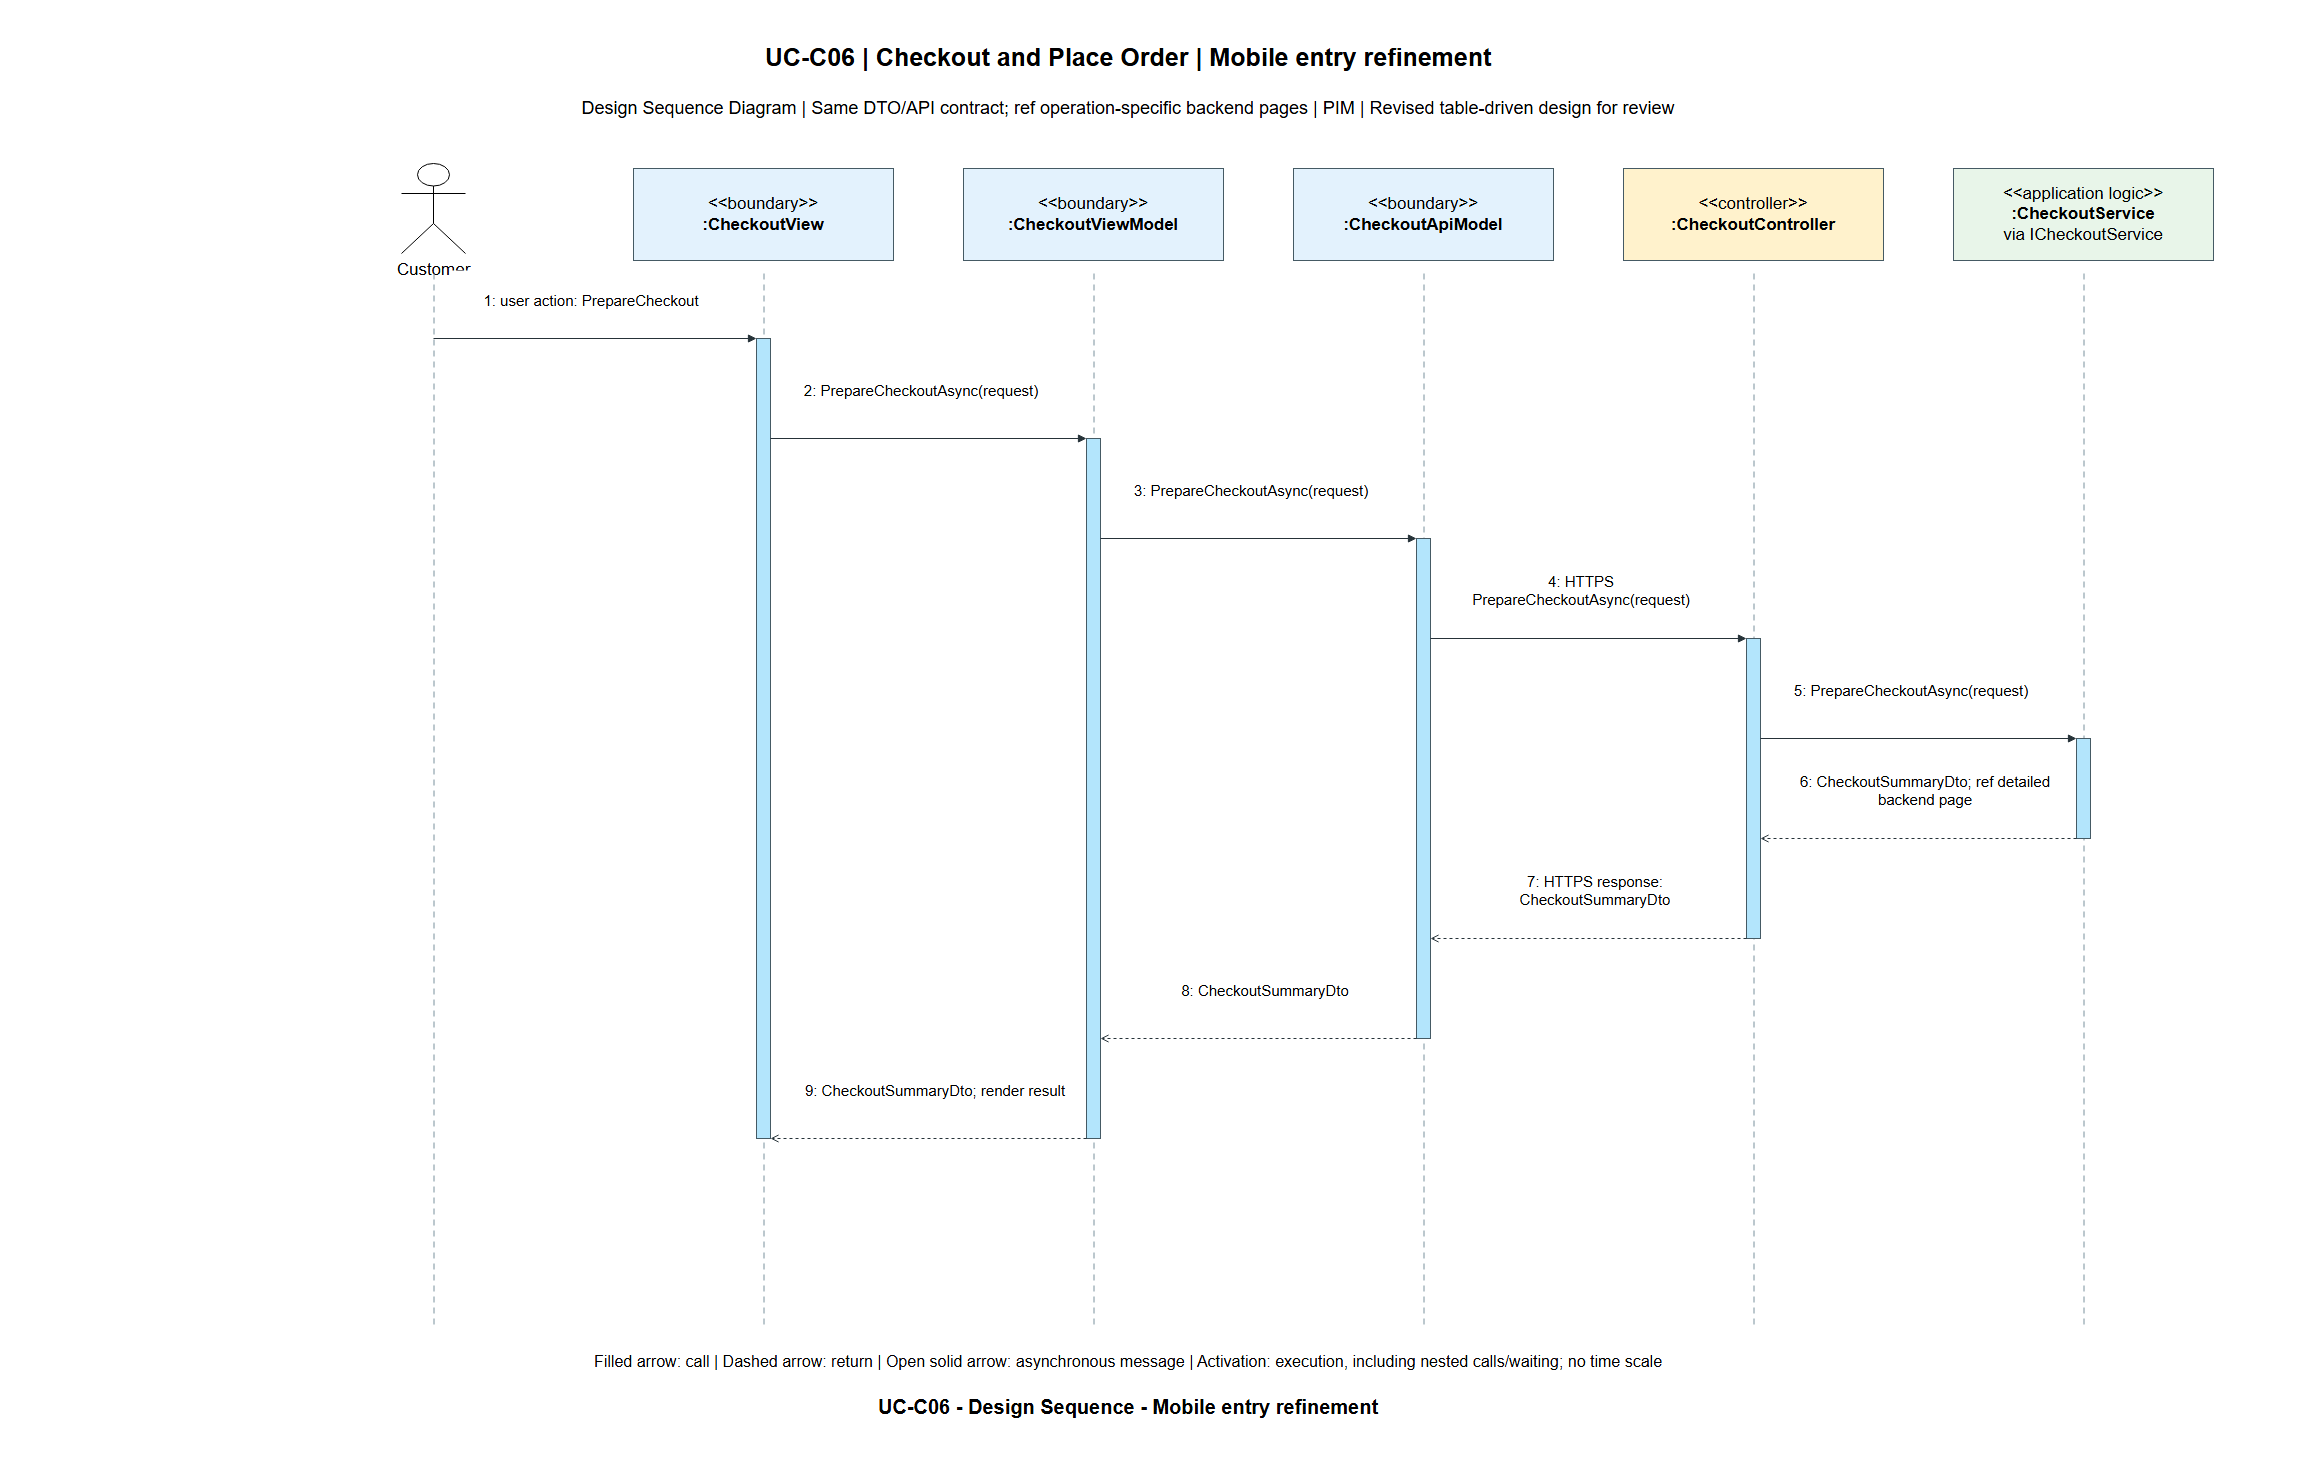 UC-C06 | Checkout and Place Order | Mobile entry refinement
Design Sequence Diagram | Same DTO/API contract; ref operation-specific backend pages | PIM | Revised table-driven design for review
<<boundary>>
:CheckoutView
<<boundary>>
:CheckoutViewModel
<<boundary>>
:CheckoutApiModel
<<controller>>
:CheckoutController
<<application logic>>
:CheckoutService
via ICheckoutService
Customer
1: user action: PrepareCheckout
2: PrepareCheckoutAsync(request)
3: PrepareCheckoutAsync(request)
4: HTTPS
PrepareCheckoutAsync(request)
5: PrepareCheckoutAsync(request)
6: CheckoutSummaryDto; ref detailed
backend page
7: HTTPS response:
CheckoutSummaryDto
8: CheckoutSummaryDto
9: CheckoutSummaryDto; render result
Filled arrow: call | Dashed arrow: return | Open solid arrow: asynchronous message | Activation: execution, including nested calls/waiting; no time scale
UC-C06 - Design Sequence - Mobile entry refinement